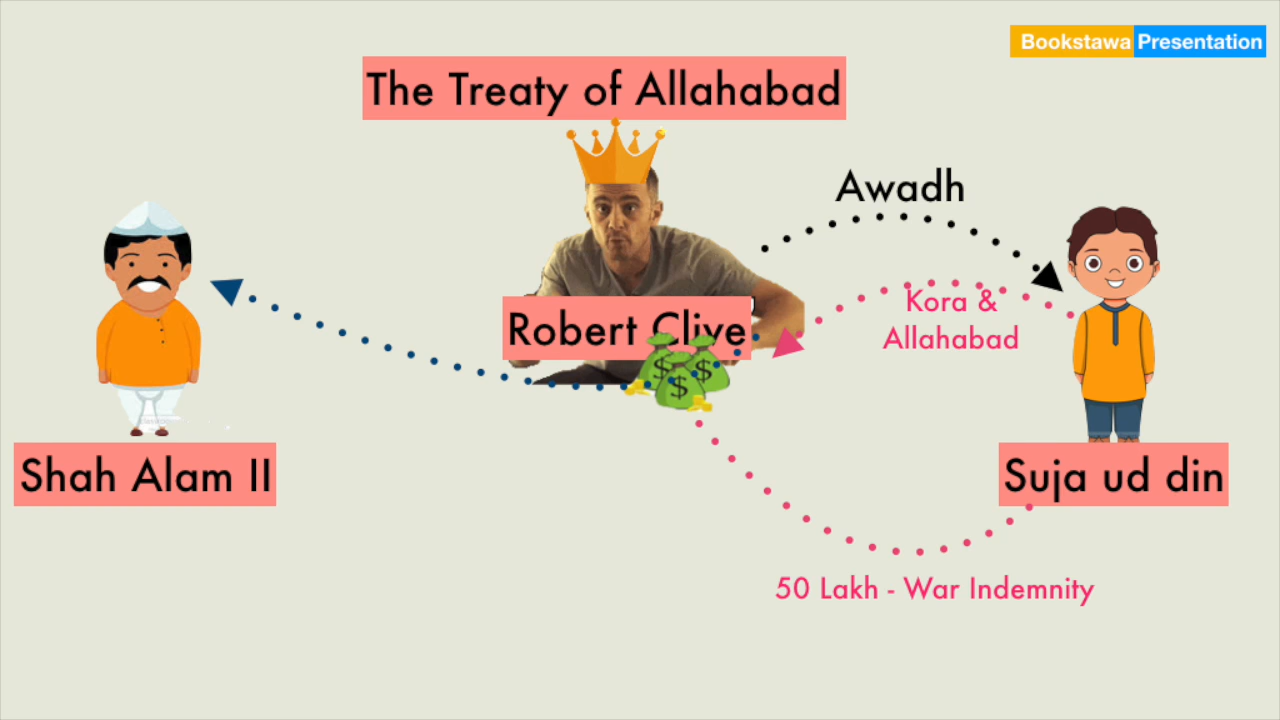 Bookstawa Presentation
The Treaty of Allahabad
Awadh
Kora &
Allahabad
Robert Clive
$ $ $
Shah Alam II
Suja ud din
50 Lakh - War Indemnity